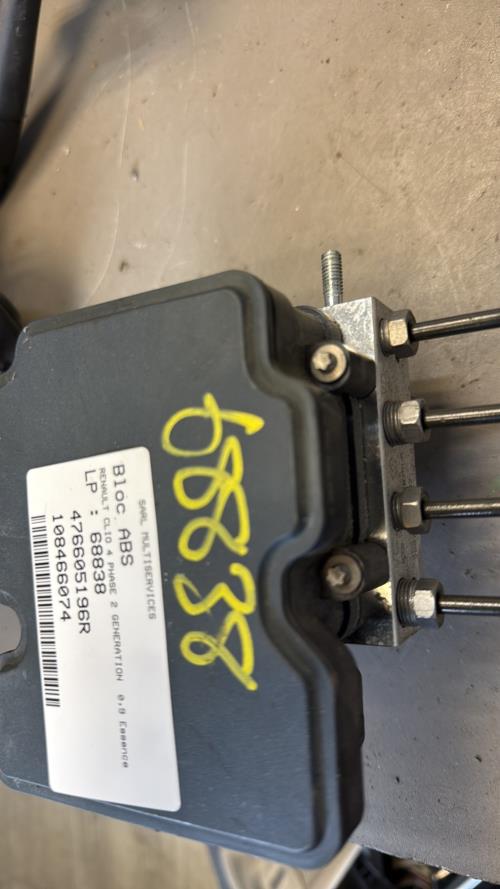 68838
SARL MULTISERVICES
Bloc ABS
RENAULT CLIO 4 PHASE 2 GENERATION 0,9 Essence
LP : 68838
476605196R
108466074